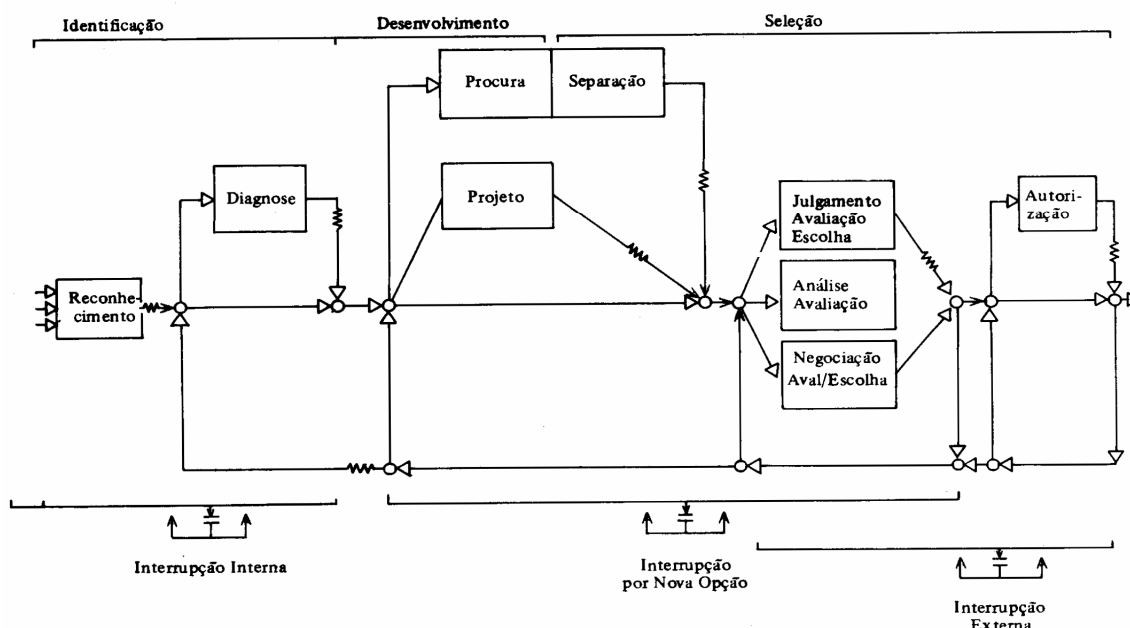 Identificação
Desenvolvimento
Seleção
Procura
Separação
Diagnose
Projeto
Julgamento
Avaliação
Escolha
Autori-
zação
Reconhe-
cimento
Análise
Avaliação
Negociação
Aval/Escolha
Interrupção Interna
Interrupção
por Nova Opção
Interrupção
Externa